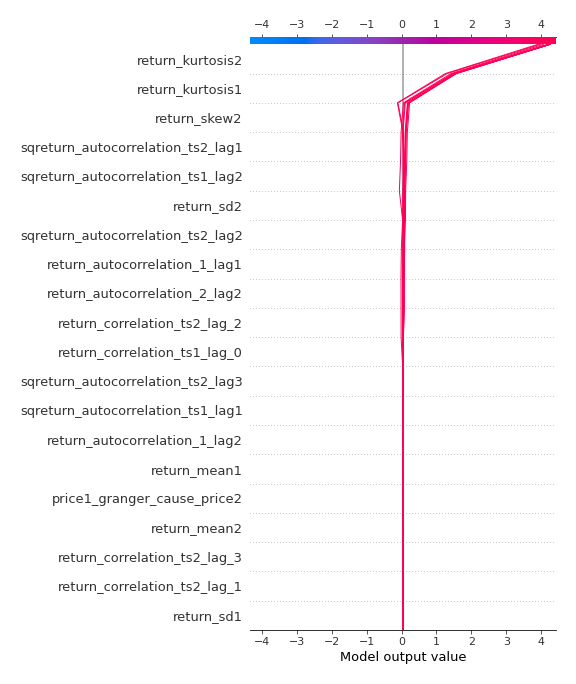 −4 −3 −2 −1 0 1 2 3 4
return_kurtosis2
return_kurtosis1
return_skew2
sqreturn_autocorrelation_ts2_lag1
sqreturn_autocorrelation_ts1_lag2
return_sd2
sqreturn_autocorrelation_ts2_lag2
return_autocorrelation_1_lag1
return_autocorrelation_2_lag2
return_correlation_ts2_lag_2
return_correlation_ts1_lag_0
sqreturn_autocorrelation_ts2_lag3
sqreturn_autocorrelation_ts1_lag1
return_autocorrelation_1_lag2
return_mean1
price1_granger_cause_price2
return_mean2
return_correlation_ts2_lag_3
return_correlation_ts2_lag_1
return_sd1
−4 −3 −2 −1 0 1 2 3 4
Model output value